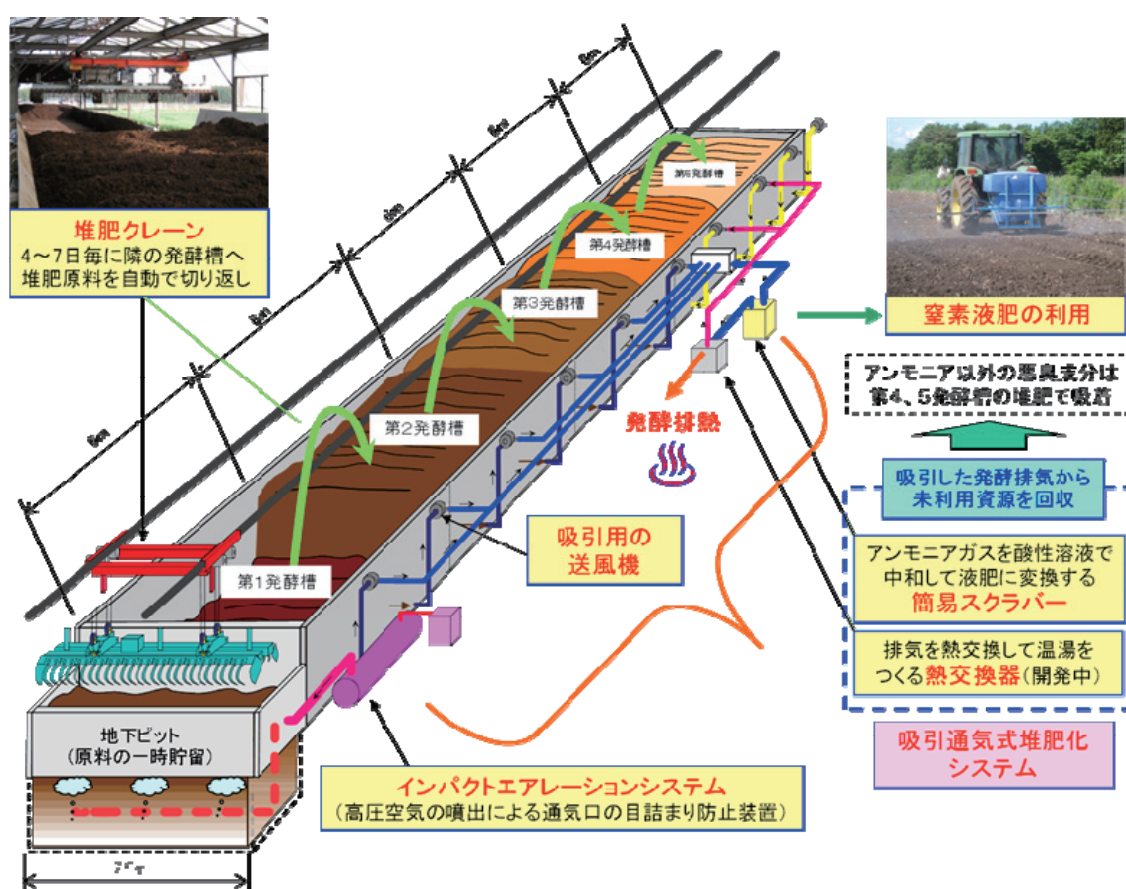 堆肥クレーン
4～7日毎に隣の発酵槽へ
堆肥原料を自動で切り返し
6m
6m
6m
6m
6m
第1発酵槽
第2発酵槽
第3発酵槽
第4発酵槽
第5発酵槽
地下ピット
(原料の一時貯留)
吸引用の
送風機
インパクトエアレーションシステム
(高圧空気の噴出による通気口の目詰まり防止装置)
発酵排熱
窒素液肥の利用
アンモニア以外の悪臭成分は
第4、5発酵槽の堆肥で吸着
吸引した発酵排気から
未利用資源を回収
アンモニアガスを酸性溶液で
中和して液肥に変換する
簡易スクラバー
排気を熱交換して温湯を
つくる熱交換器(開発中)
吸引通気式堆肥化
システム